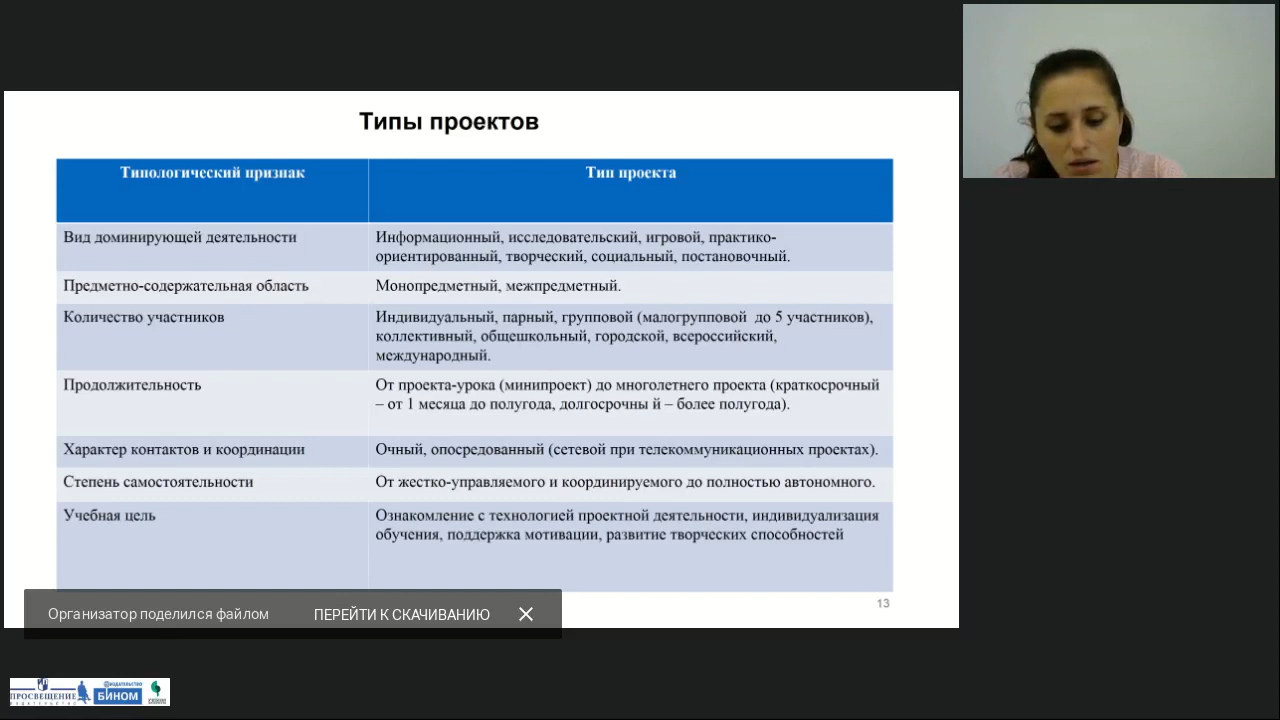 Типы проектов
Типологический признак
Тип проекта
Вид доминирующей деятельности
Информационный, исследовательский, игровой, практико-
ориентированный, творческий, социальный, постановочный.
Предметно-содержательная область
Монопредметный, межпредметный.
Количество участников
Индивидуальный, парный, групповой (малогрупповой до 5 участников),
коллективный, общешкольный, городской, всероссийский,
международный.
Продолжительность
От проекта-урока (минипроект) до многолетнего проекта (краткосрочный
– от 1 месяца до полугода, долгосрочны й – более полугода).
Характер контактов и координации
Очный, опосредованный (сетевой при телекоммуникационных проектах).
Степень самостоятельности
От жестко-управляемого и координируемого до полностью автономного.
Учебная цель
Ознакомление с технологией проектной деятельности, индивидуализация
обучения, поддержка мотивации, развитие творческих способностей
13
Организатор поделился файлом
ПЕРЕЙТИ К СКАЧИВАНИЮ
ПРОСВЕЩЕНИЕ
ИЗДАТЕЛЬСТВО
ИЗДАТЕЛЬСТВО
БИНОМ